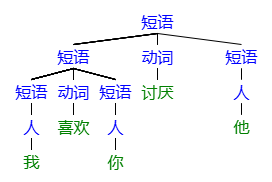 短语
短语 动词 短语
短语 动词 短语 讨厌 人
人 喜欢 人 他
我 你